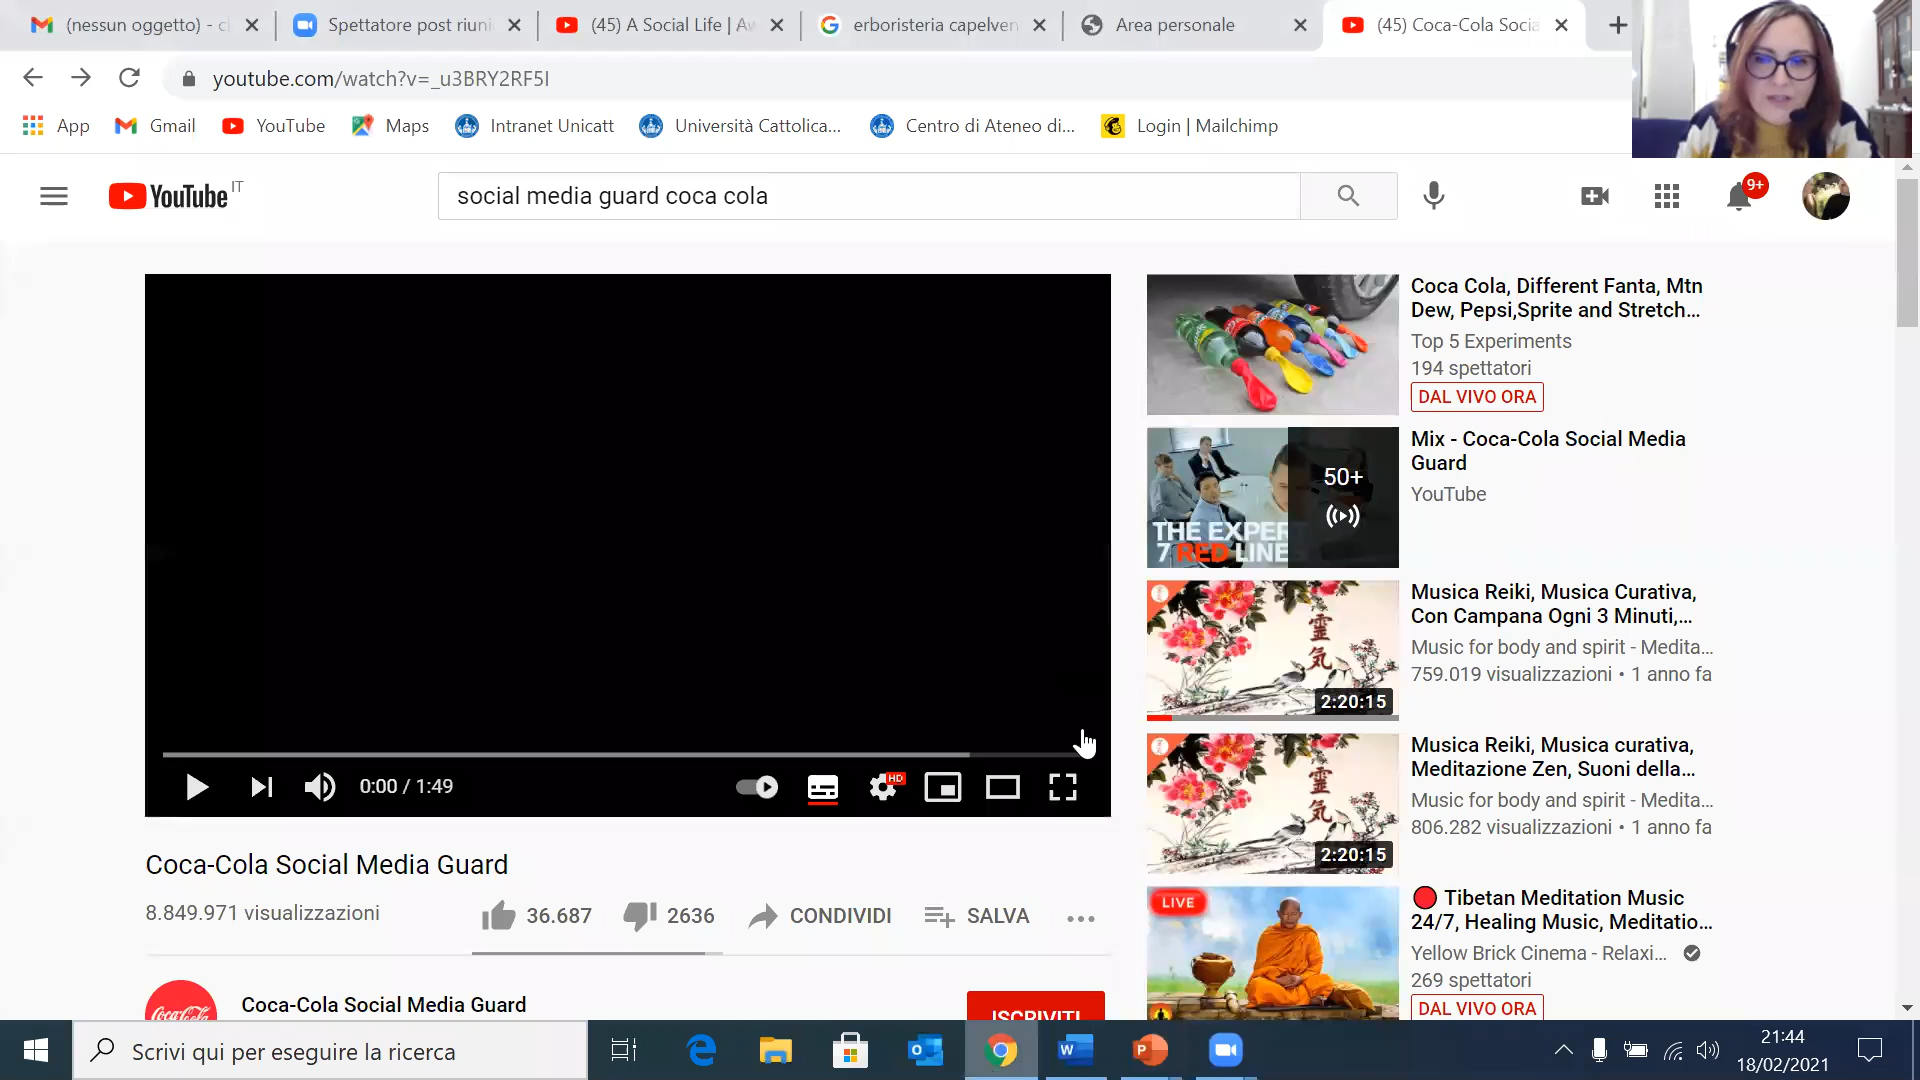 (nessun oggetto) - c
Spettatore post riuni
(45) A Social Life | Aw
erboristeria capelven
Area personale
(45) Coca-Cola Socia
youtube.com/watch?v=_u3BRY2RF5I
App
Gmail
YouTube
Maps
Intranet Unicatt
Università Cattolica...
Centro di Ateneo di...
Login | Mailchimp
YouTube IT
social media guard coca cola
9+
0:00 / 1:49
HD
Coca-Cola Social Media Guard
8.849.971 visualizzazioni
36.687
2636
CONDIVIDI
SALVA
Coca-Cola
Coca-Cola Social Media Guard
ISCRIVITI
Coca Cola, Different Fanta, Mtn
Dew, Pepsi,Sprite and Stretch...
Top 5 Experiments
194 spettatori
DAL VIVO ORA
THE EXPER
7 RED LINE
50+
Mix - Coca-Cola Social Media
Guard
YouTube
靈氣
2:20:15
Musica Reiki, Musica Curativa,
Con Campana Ogni 3 Minuti,...
Music for body and spirit - Medita...
759.019 visualizzazioni • 1 anno fa
靈氣
2:20:15
Musica Reiki, Musica curativa,
Meditazione Zen, Suoni della...
Music for body and spirit - Medita...
806.282 visualizzazioni • 1 anno fa
LIVE
Tibetan Meditation Music
24/7, Healing Music, Meditatio...
Yellow Brick Cinema - Relaxi...
269 spettatori
DAL VIVO ORA
Scrivi qui per eseguire la ricerca
21:44
18/02/2021